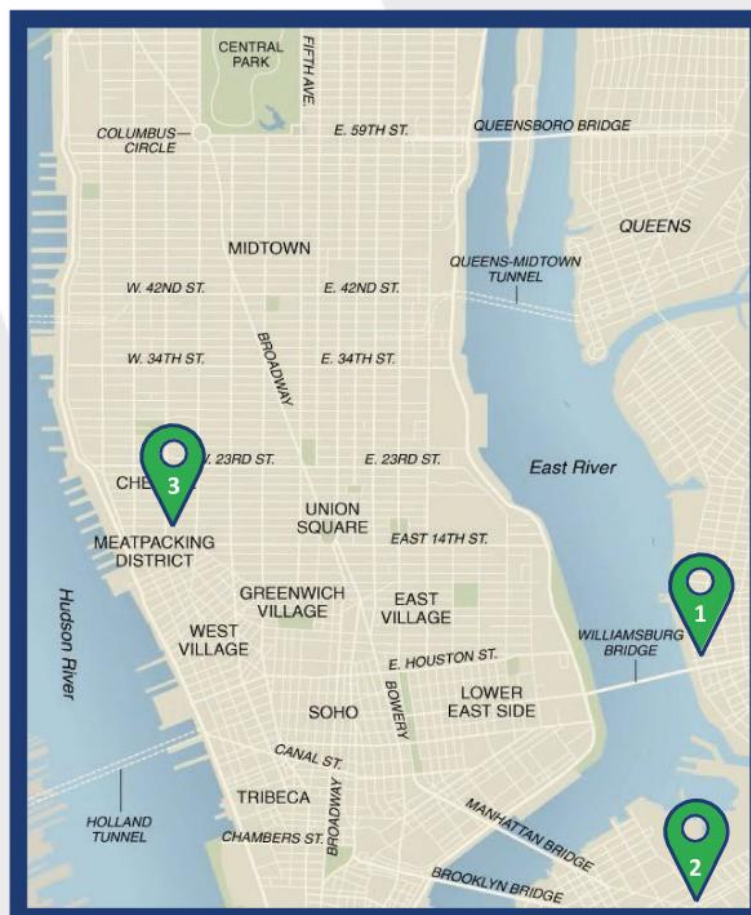 CENTRAL
PARK
FIFTH AVE.
COLUMBUS
CIRCLE
E. 59TH ST.
QUEENSBORO BRIDGE
QUEENS
MIDTOWN
QUEENS-MIDTOWN
TUNNEL
W. 42ND ST.
E. 42ND ST.
BROADWAY
W. 34TH ST.
E. 34TH ST.
23RD ST.
E. 23RD ST.
East River
3
UNION
SQUARE
EAST 14TH ST.
MEATPACKING
DISTRICT
Hudson River
GREENWICH
VILLAGE
EAST
VILLAGE
1
WEST
VILLAGE
WILLIAMSBURG
BRIDGE
E. HOUSTON ST.
BOWERY
LOWER
EAST SIDE
SOHO
CANAL ST.
TRIBECA
BROADWAY
HOLLAND
TUNNEL
CHAMBERS ST.
MANHATTAN BRIDGE
BROOKLYN BRIDGE
2